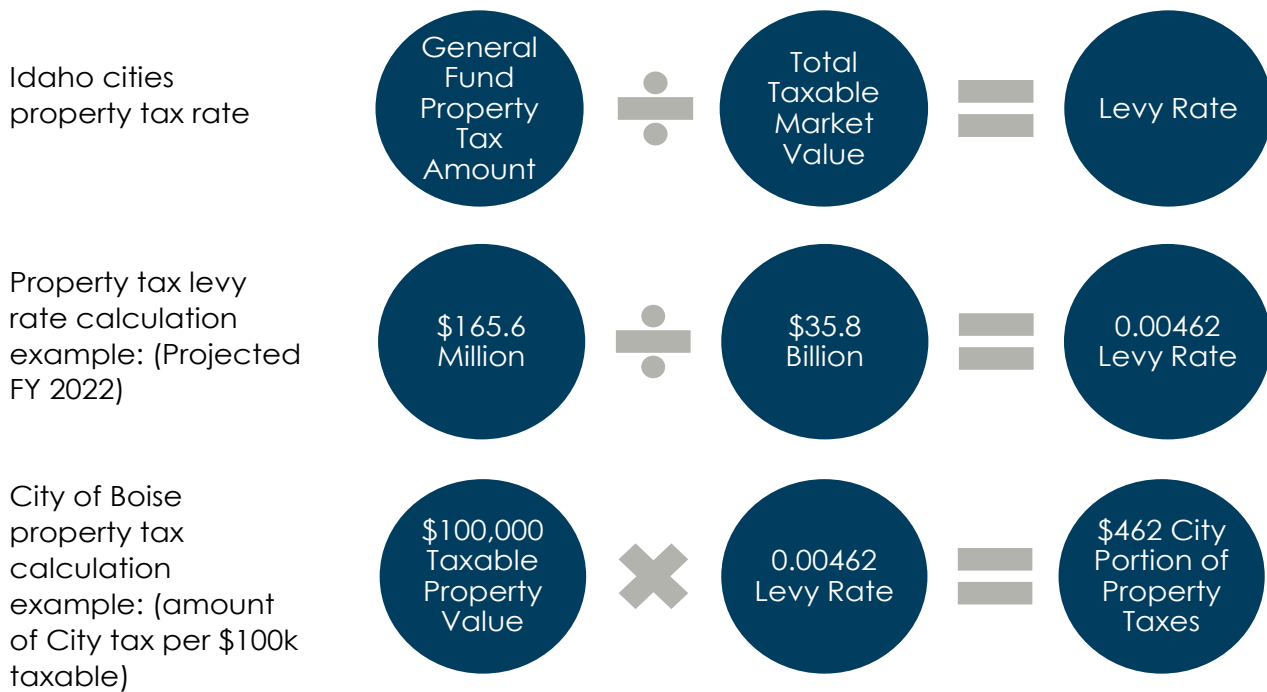 Idaho cities
property tax rate
General
Fund
Property
Tax
Amount
Total
Taxable
Market
Value
Levy Rate
Property tax levy
rate calculation
example: (Projected
FY 2022)
$165.6
Million
$35.8
Billion
0.00462
Levy Rate
City of Boise
property tax
calculation
example: (amount
of City tax per $100k
taxable)
$100,000
Taxable
Property
Value
0.00462
Levy Rate
$462 City
Portion of
Property
Taxes